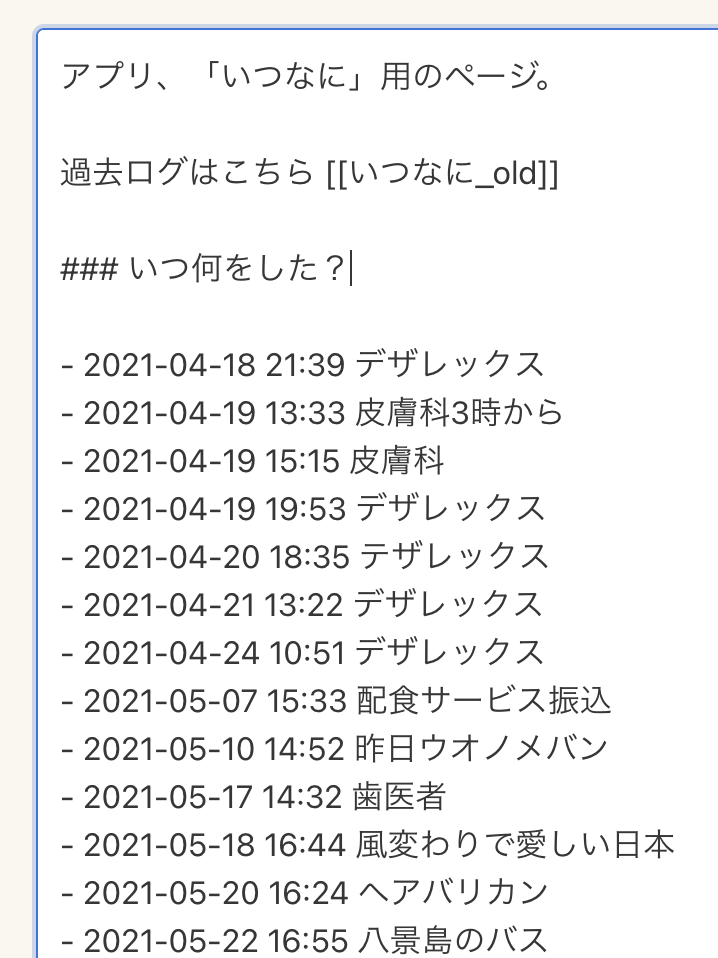 アプリ、「いつなに」用のページ。
過去ログはこちら [[いつなに_old]]
### いつ何をした？
- 2021-04-18 21:39 デザレックス
- 2021-04-19 13:33 皮膚科3時から
- 2021-04-19 15:15 皮膚科
- 2021-04-19 19:53 デザレックス
- 2021-04-20 18:35 テザレックス
- 2021-04-21 13:22 デザレックス
- 2021-04-24 10:51 デザレックス
- 2021-05-07 15:33 配食サービス振込
- 2021-05-10 14:52 昨日ウオノメバン
- 2021-05-17 14:32 歯医者
- 2021-05-18 16:44 風変わりで愛しい日本
- 2021-05-20 16:24 ヘアバリカン
- 2021-05-22 16:55 八景島のバス